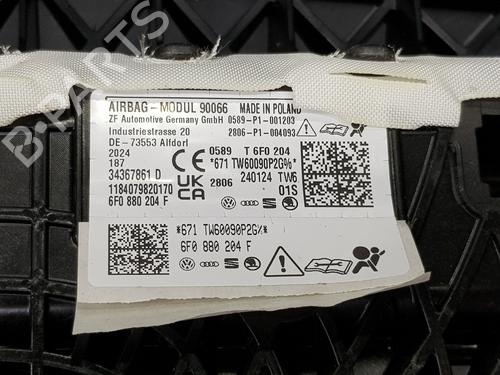 B-PARTS
AIRBAG - MODUL 90066 MADE IN POLAND
ZF Automotive Germany GmbH 0589-P1-001203
Industriestrasse 20 2806-P1-004093
DE-73553 Alfdorf
2024 0589 T 6F0 204
187 *671 TW60090P2G%*
34367861 D 240124 TW6
1184079820170 2806 01S
6F0 880 204 F
CE
UK
CA
*671 TW60090P2G%*
6F0 880 204 F